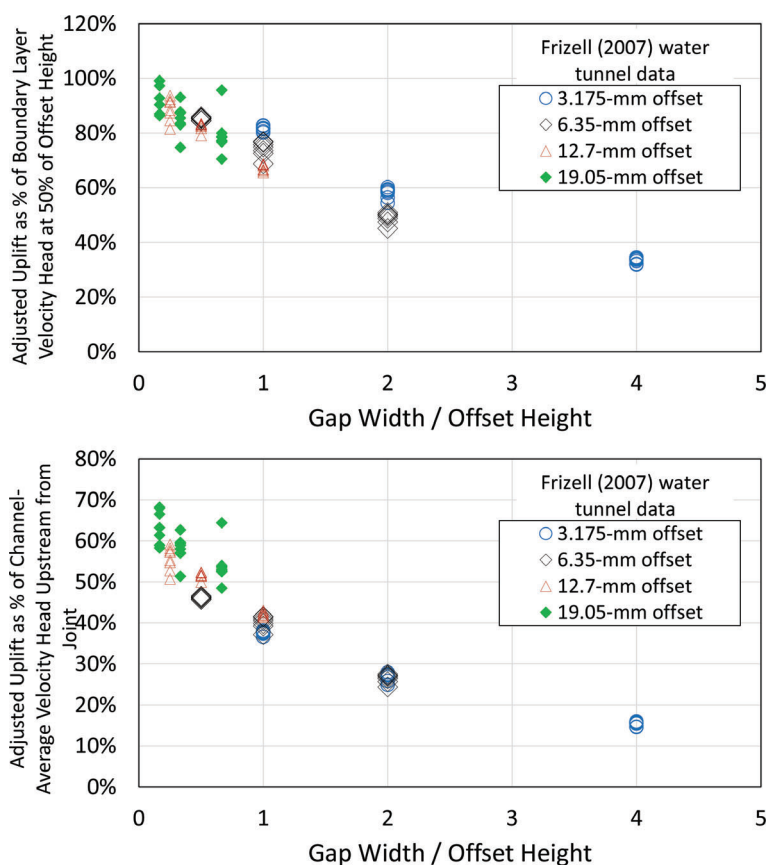 Adjusted Uplift as % of Boundary Layer
Velocity Head at 50% of Offset Height
120%
100%
80%
60%
40%
20%
0%
Frizell (2007) water
tunnel data
3.175-mm offset
6.35-mm offset
12.7-mm offset
19.05-mm offset
0 1 2 3 4 5
Gap Width / Offset Height
Adjusted Uplift as % of Channel-
Average Velocity Head Upstream from
Joint
80%
70%
60%
50%
40%
30%
20%
10%
0%
Frizell (2007) water
tunnel data
3.175-mm offset
6.35-mm offset
12.7-mm offset
19.05-mm offset
0 1 2 3 4 5
Gap Width / Offset Height